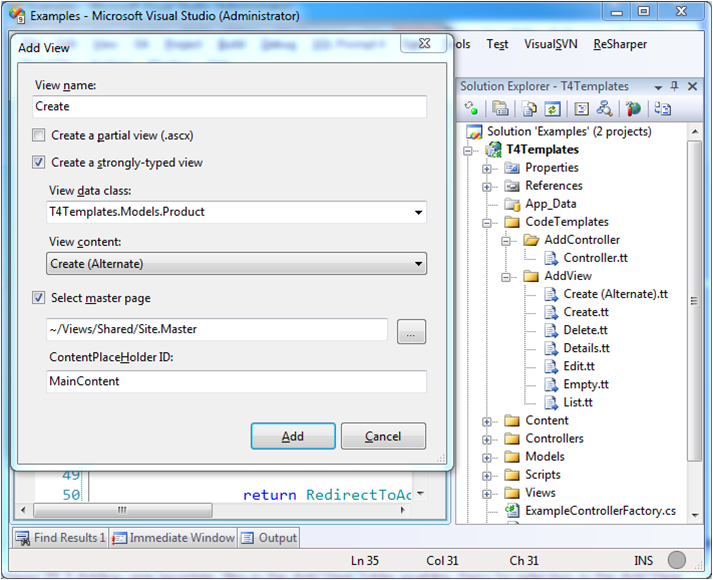 Examples - Microsoft Visual Studio (Administrator)
Tools Test VisualSVN ReSharper
Add View
View name:
Create
Create a partial view (.ascx)
Create a strongly-typed view
View data class:
T4Templates.Models.Product
View content:
Create (Alternate)
Select master page
~/Views/Shared/Site.Master
...
ContentPlaceHolder ID:
MainContent
Add
Cancel
Solution Explorer - T4Templates
Solution 'Examples' (2 projects)
T4Templates
Properties
References
App_Data
CodeTemplates
AddController
Controller.tt
AddView
Create (Alternate).tt
Create.tt
Delete.tt
Details.tt
Edit.tt
Empty.tt
List.tt
Content
Controllers
Models
Scripts
Views
ExampleControllerFactory.cs
49
50 return RedirectToAc
Find Results 1 Immediate Window Output
Ln 35 Col 31 Ch 31 INS